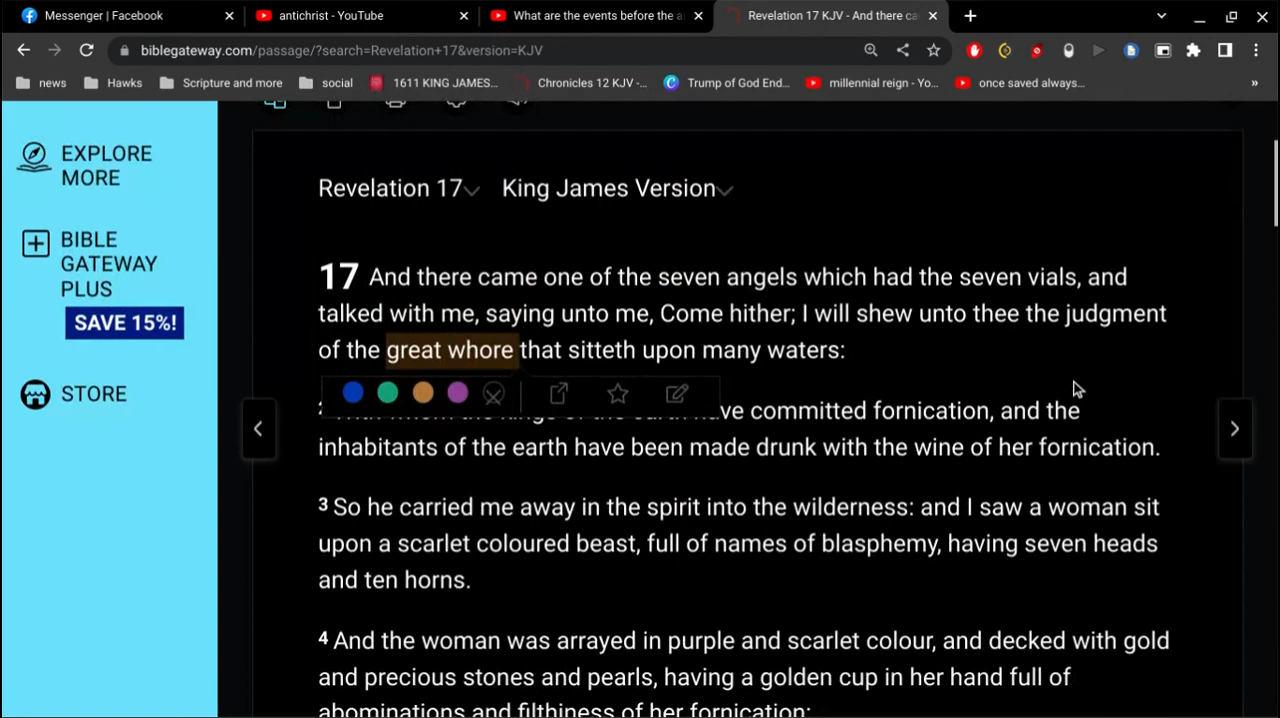 Messenger | Facebook
antichrist - YouTube
What are the events before the a
Revelation 17 KJV - And there ca
biblegateway.com/passage/?search=Revelation+17&version=KJV
news
Hawks
Scripture and more
social
1611 KING JAMES...
Chronicles 12 KJV -...
Trump of God End...
millennial reign - Yo...
once saved always...
»
EXPLORE
MORE
BIBLE
GATEWAY
PLUS
SAVE 15%!
STORE
Revelation 17 King James Version
17 And there came one of the seven angels which had the seven vials, and
talked with me, saying unto me, Come hither; I will shew unto thee the judgment
of the great whore that sitteth upon many waters:
have committed fornication, and the
inhabitants of the earth have been made drunk with the wine of her fornication.
3 So he carried me away in the spirit into the wilderness: and I saw a woman sit
upon a scarlet coloured beast, full of names of blasphemy, having seven heads
and ten horns.
4 And the woman was arrayed in purple and scarlet colour, and decked with gold
and precious stones and pearls, having a golden cup in her hand full of
abominations and filthiness of her fornication: